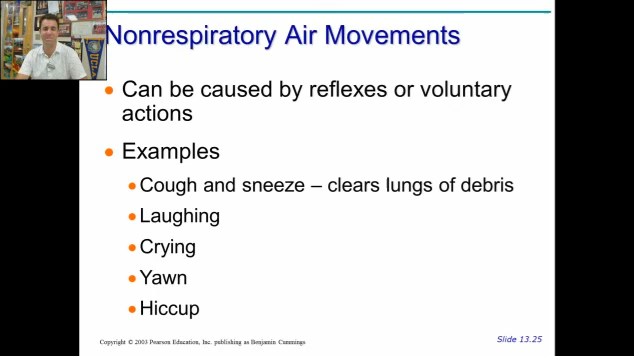 Nonrespiratory Air Movements
• Can be caused by reflexes or voluntary
actions
• Examples
• Cough and sneeze – clears lungs of debris
• Laughing
• Crying
• Yawn
• Hiccup
Copyright © 2003 Pearson Education, Inc. publishing as Benjamin Cummings
Slide 13.25